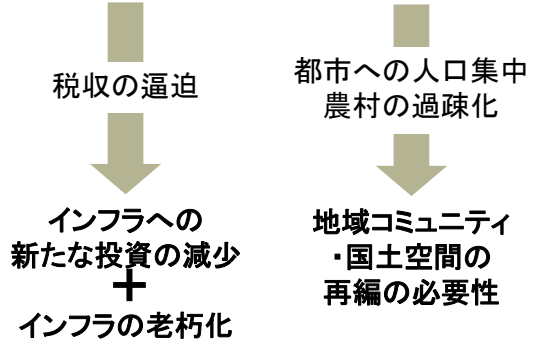 税収の逼迫
インフラへの
新たな投資の減少
+
インフラの老朽化
都市への人口集中
農村の過疎化
地域コミュニティ
・国土空間の
再編の必要性